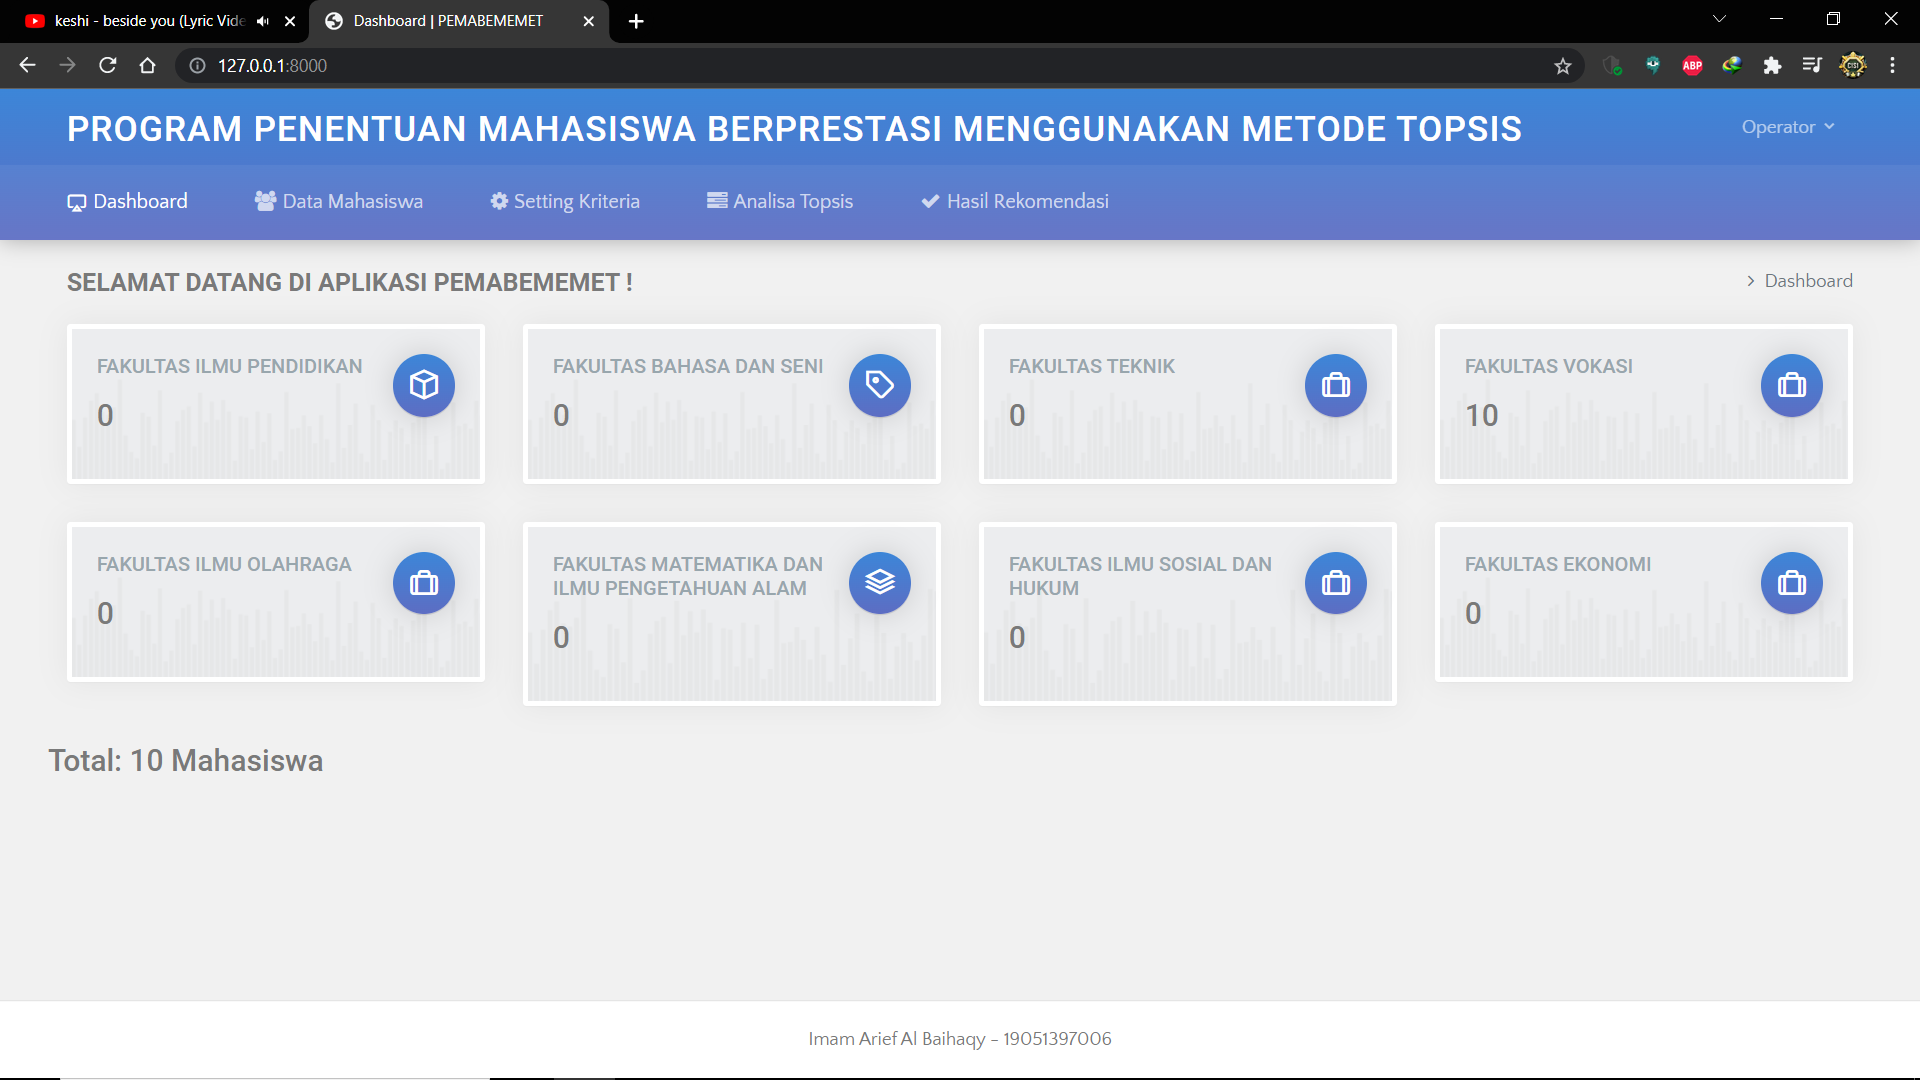 keshi - beside you (Lyric Vide
Dashboard | PEMABEMEMET
127.0.0.1:8000
ABP
PROGRAM PENENTUAN MAHASISWA BERPRESTASI MENGGUNAKAN METODE TOPSIS
Operator
Dashboard
Data Mahasiswa
Setting Kriteria
Analisa Topsis
Hasil Rekomendasi
SELAMAT DATANG DI APLIKASI PEMABEMEMET !
Dashboard
FAKULTAS ILMU PENDIDIKAN
0
FAKULTAS BAHASA DAN SENI
0
FAKULTAS TEKNIK
0
FAKULTAS VOKASI
10
FAKULTAS ILMU OLAHRAGA
0
FAKULTAS MATEMATIKA DAN
ILMU PENGETAHUAN ALAM
0
FAKULTAS ILMU SOSIAL DAN
HUKUM
0
FAKULTAS EKONOMI
0
Total: 10 Mahasiswa
Imam Arief Al Baihaqy - 19051397006